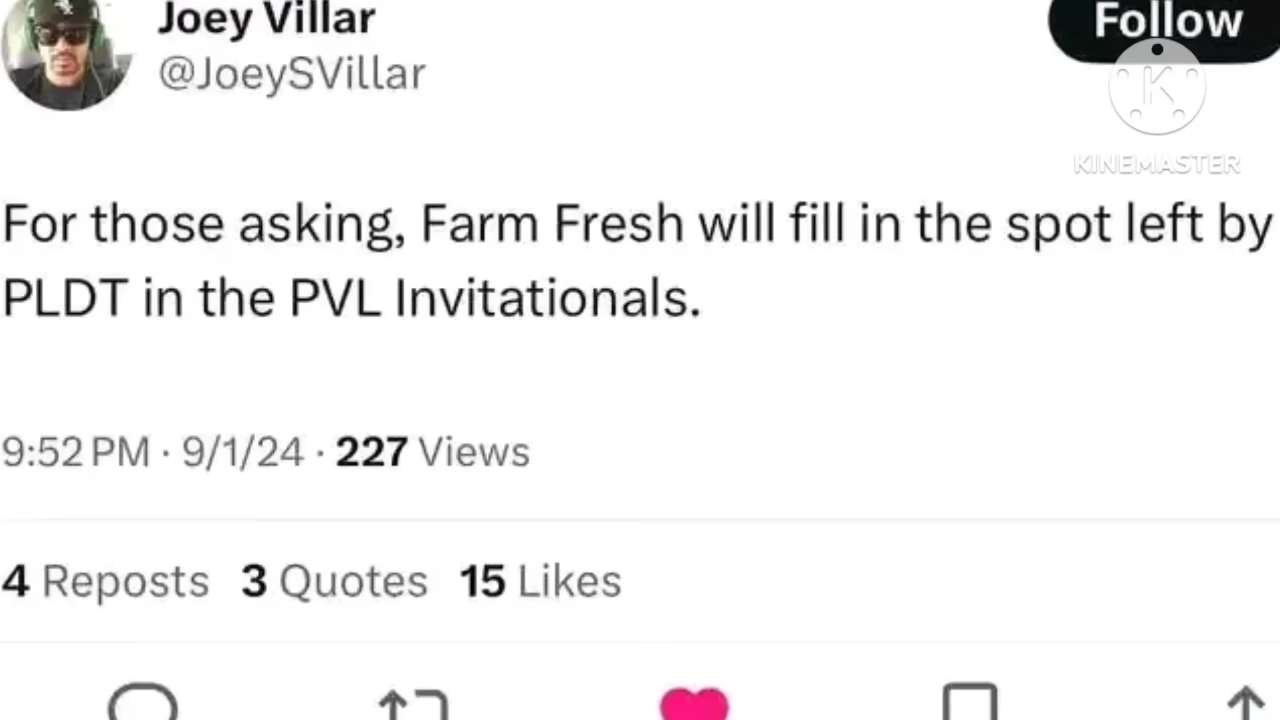 Joey Villar
Follow
@JoeySVillar
K
KINEMASTER
For those asking, Farm Fresh will fill in the spot left by
PLDT in the PVL Invitationals.
9:52 PM · 9/1/24 · 227 Views
4 Reposts 3 Quotes 15 Likes